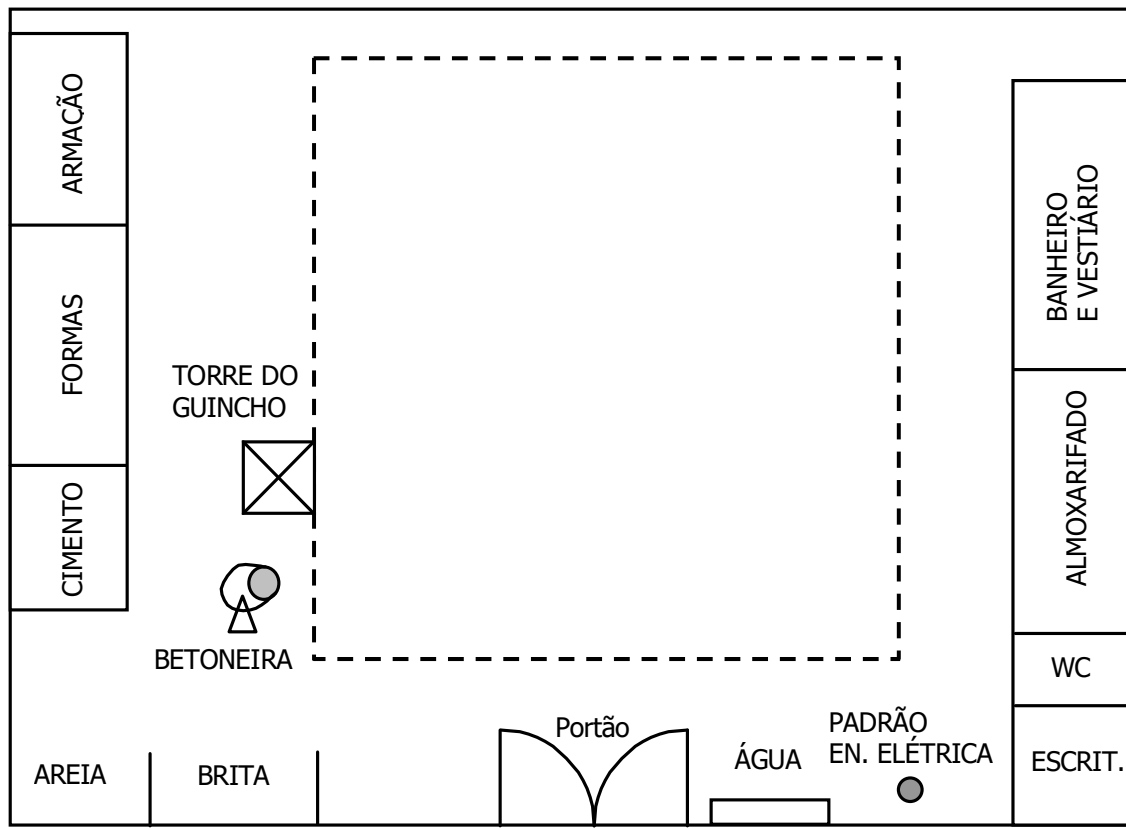 ARMAÇÃO
FORMAS
CIMENTO
TORRE DO
GUINCHO
BETONEIRA
AREIA
BRITA
Portão
ÁGUA
PADRÃO
EN. ELÉTRICA
BANHEIRO
E VESTIÁRIO
ALMOXARIFADO
WC
ESCRIT.